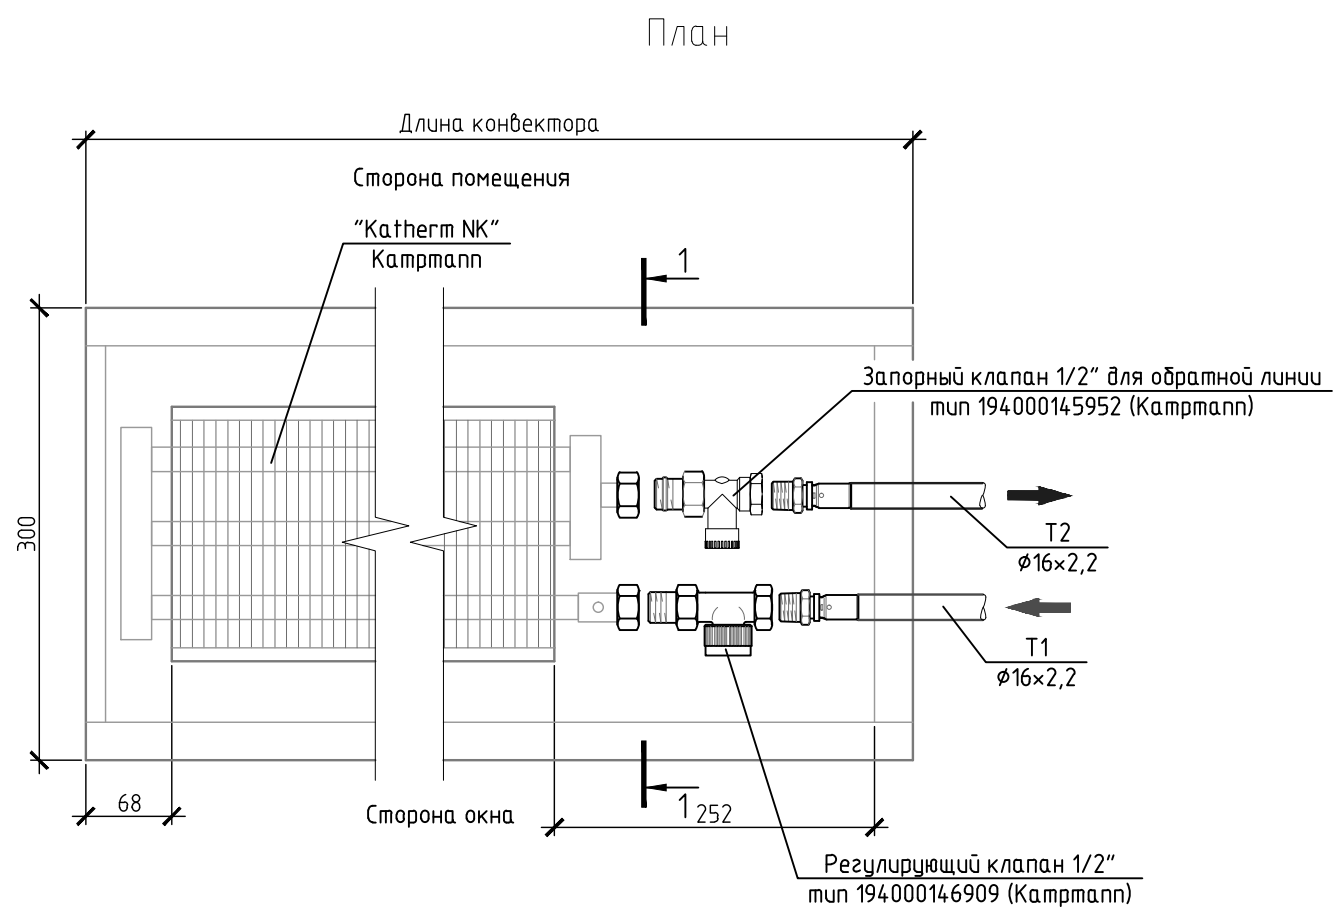 План
Длина конвектора
Сторона помещения
"Katherm NK"
Kampmann
1
Запорный клапан 1/2" для обратной линии
тип 194000145952 (Kampmann)
300
T2
Ø16×2,2
T1
Ø16×2,2
68
Сторона окна
1
252
Регулирующий клапан 1/2"
тип 194000146909 (Kampmann)